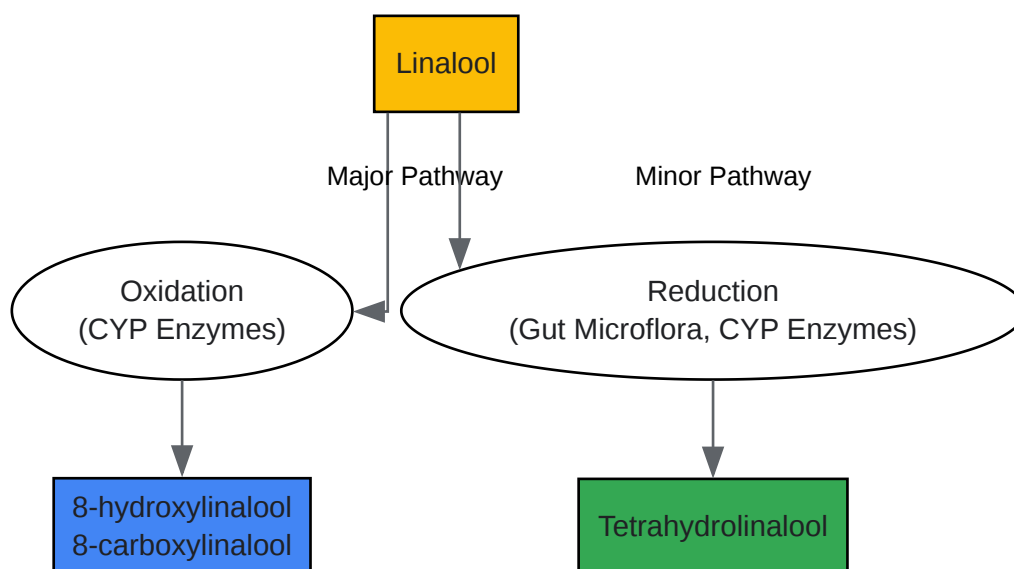 Linalool
Major Pathway
Minor Pathway
Oxidation
(CYP Enzymes)
Reduction
(Gut Microflora, CYP Enzymes)
8-hydroxylinalool
8-carboxylinalool
Tetrahydrolinalool